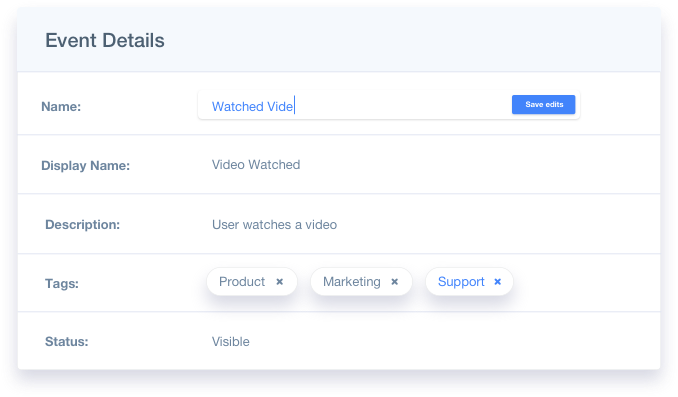 Event Details
Name: Watched Vide Save edits
Display Name: Video Watched
Description: User watches a video
Tags: Product × Marketing × Support ×
Status: Visible